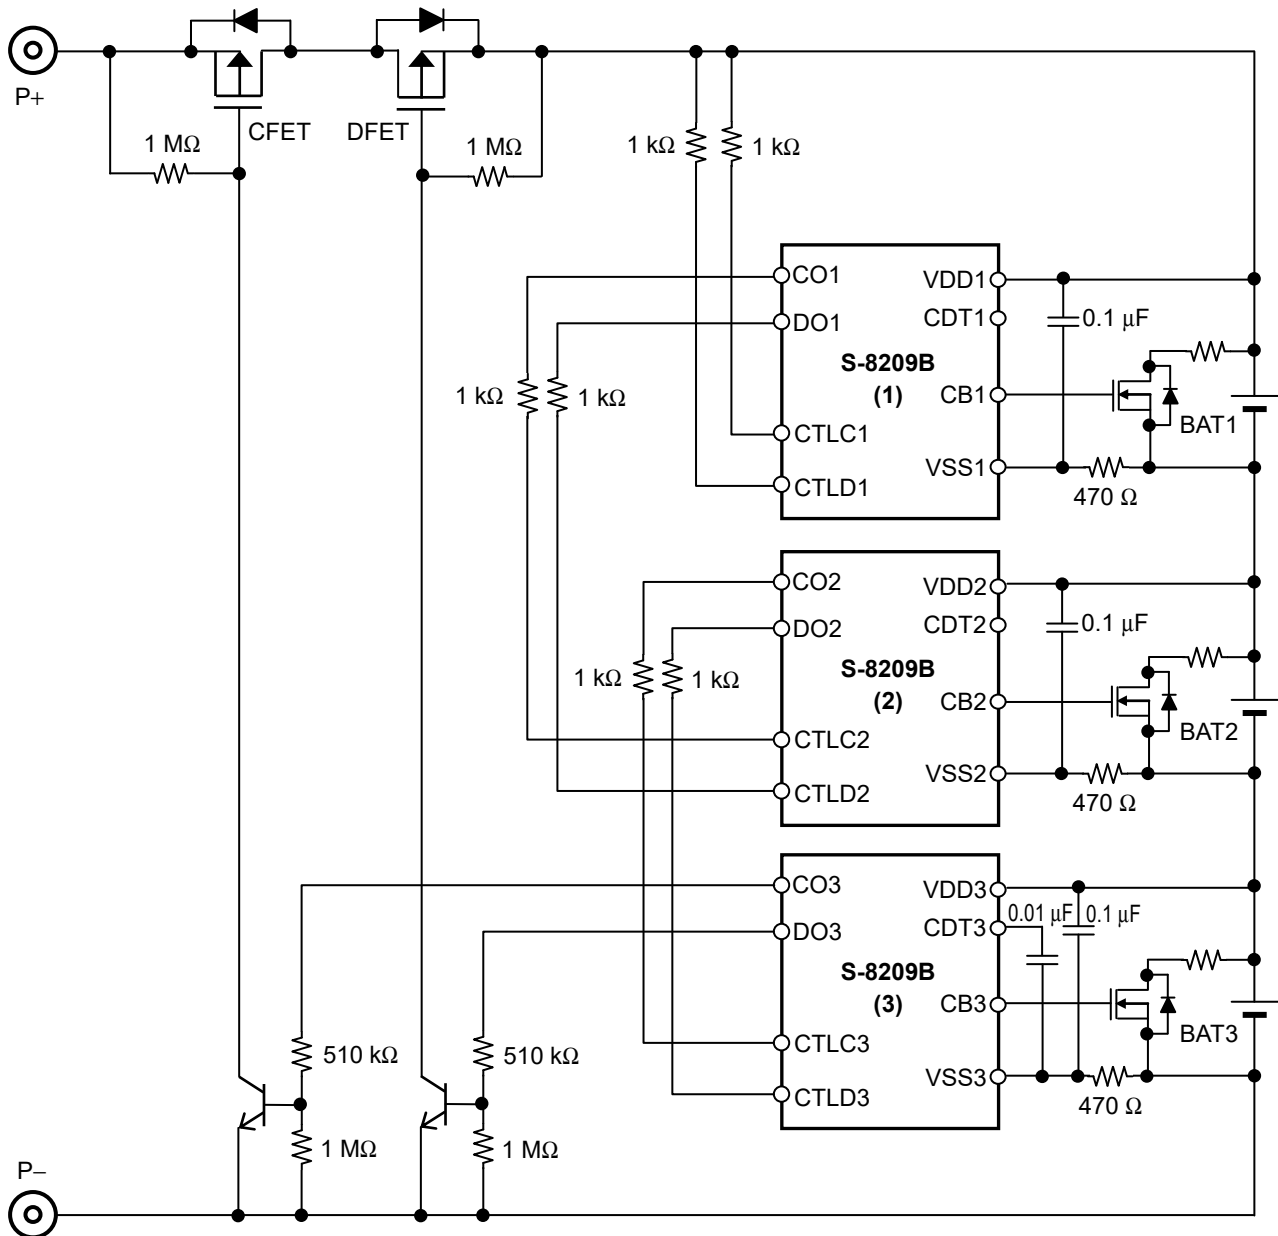 P+
CFET
DFET
1 MΩ
1 MΩ
1 kΩ
1 kΩ
CO1
VDD1
DO1
CDT1
0.1 μF
S-8209B
(1)
1 kΩ
1 kΩ
CB1
BAT1
CTLC1
VSS1
CTLD1
470 Ω
CO2
VDD2
DO2
CDT2
0.1 μF
S-8209B
(2)
1 kΩ
1 kΩ
CB2
BAT2
CTLC2
VSS2
CTLD2
470 Ω
CO3
VDD3
0.01 μF
0.1 μF
DO3
CDT3
S-8209B
(3)
CB3
BAT3
510 kΩ
510 kΩ
CTLC3
VSS3
CTLD3
470 Ω
1 MΩ
1 MΩ
P−